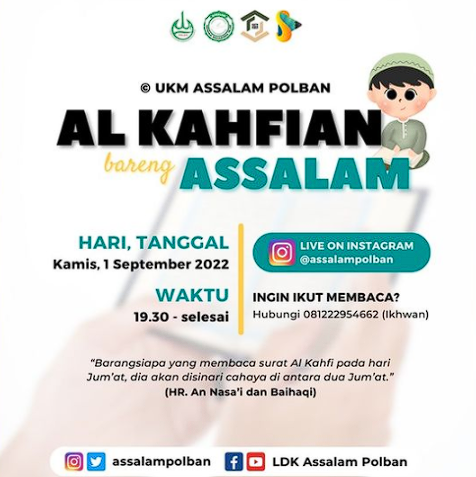 © UKM ASSALAM POLBAN
AL KAHFIAN
bareng ASSALAM
HARI, TANGGAL
Kamis, 1 September 2022
WAKTU
19.30 - selesai
LIVE ON INSTAGRAM
@assalampolban
INGIN IKUT MEMBACA?
Hubungi 081222954662 (Ikhwan)
“Barangsiapa yang membaca surat Al Kahfi pada hari
Jum’at, dia akan disinari cahaya di antara dua Jum’at.”
(HR. An Nasa’i dan Baihaqi)
assalampolban LDK Assalam Polban